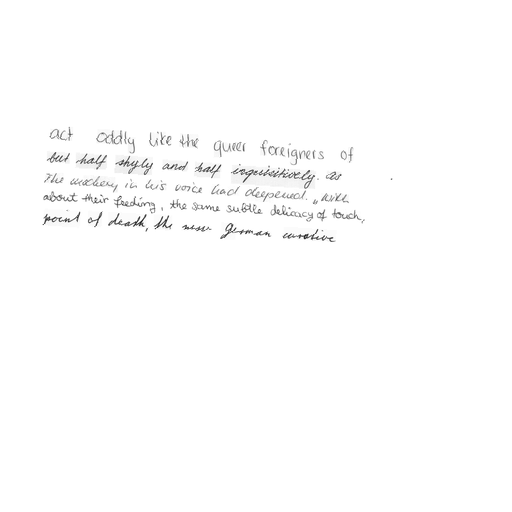 act oddly like the queer foreigners of
but half shyly and half inquisitively. as
The mockery in his voice had deepened. "With
about their feeding, the same subtle delicacy of touch,
point of death, the new German curative